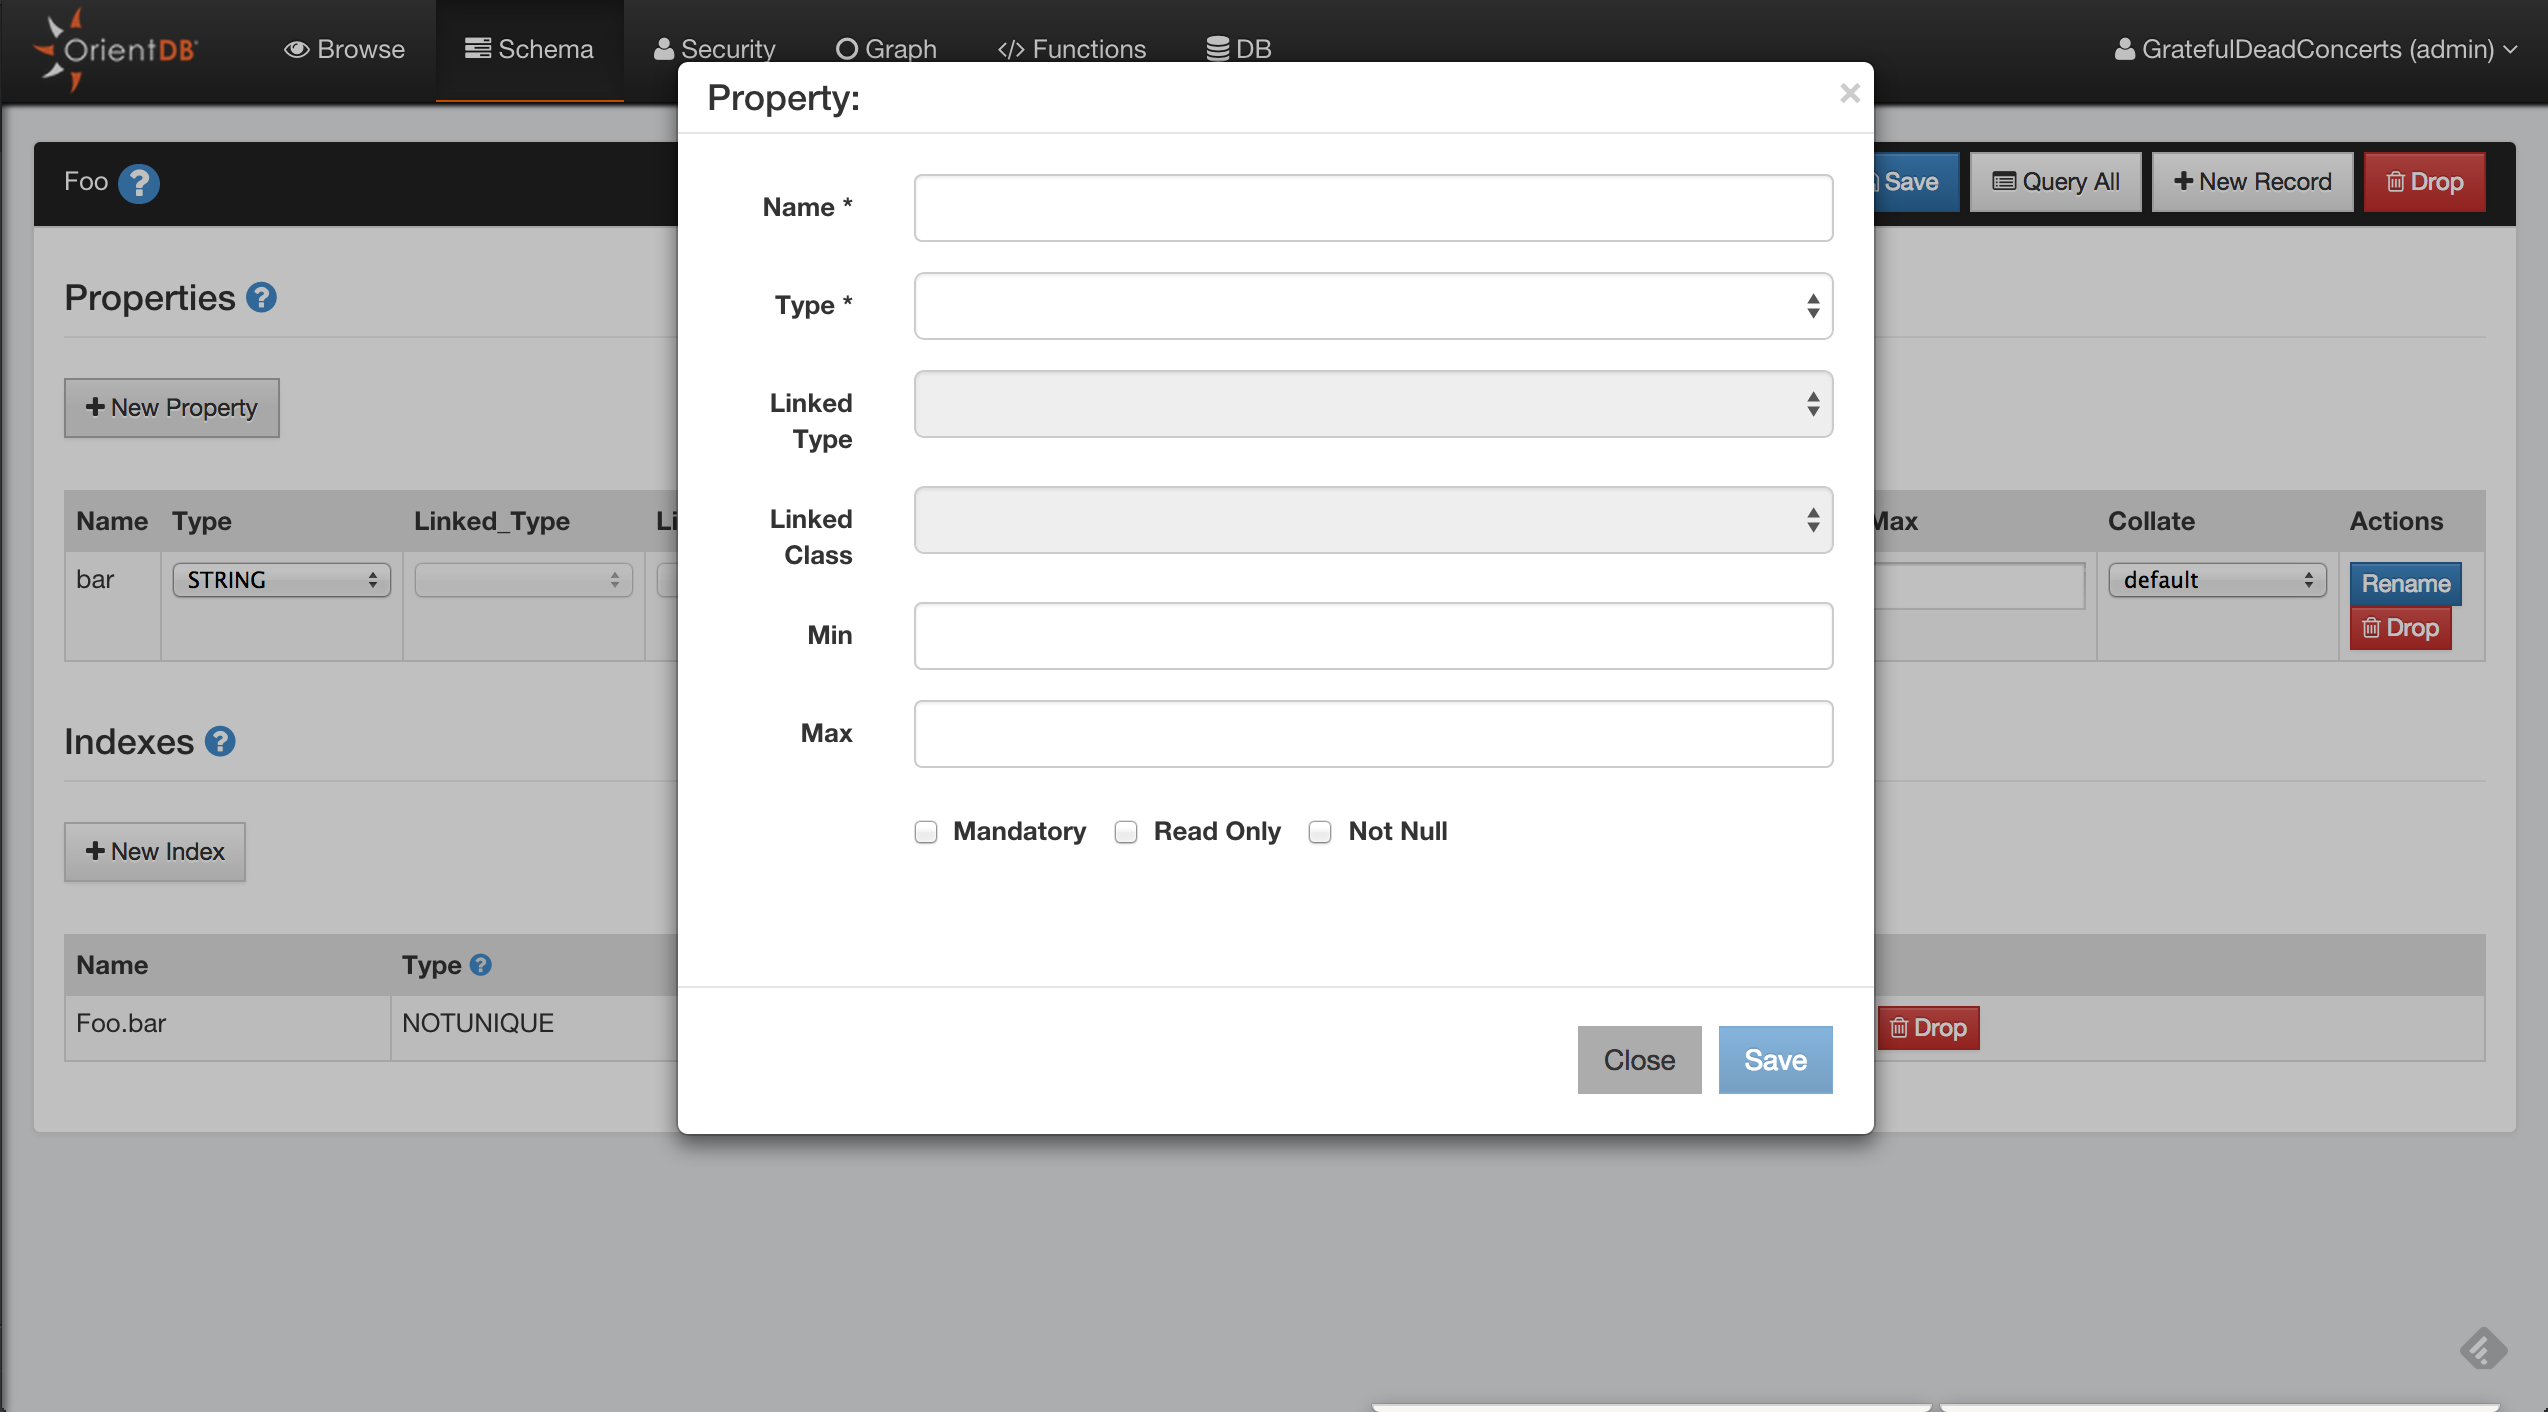 OrientDB Browse Schema Security Graph </> Functions DB GratefulDeadConcerts (admin)
Property: ×
Foo ? Save Query All + New Record Drop
Name *
Properties ?
Type *
+ New Property
Linked
Type
Name Type Linked_Type Li Max Collate Actions
Linked
Class
bar STRING default Rename
Drop
Min
Indexes ?
Max
+ New Index
Mandatory Read Only Not Null
Name Type ?
Foo.bar NOTUNIQUE Drop
Close Save